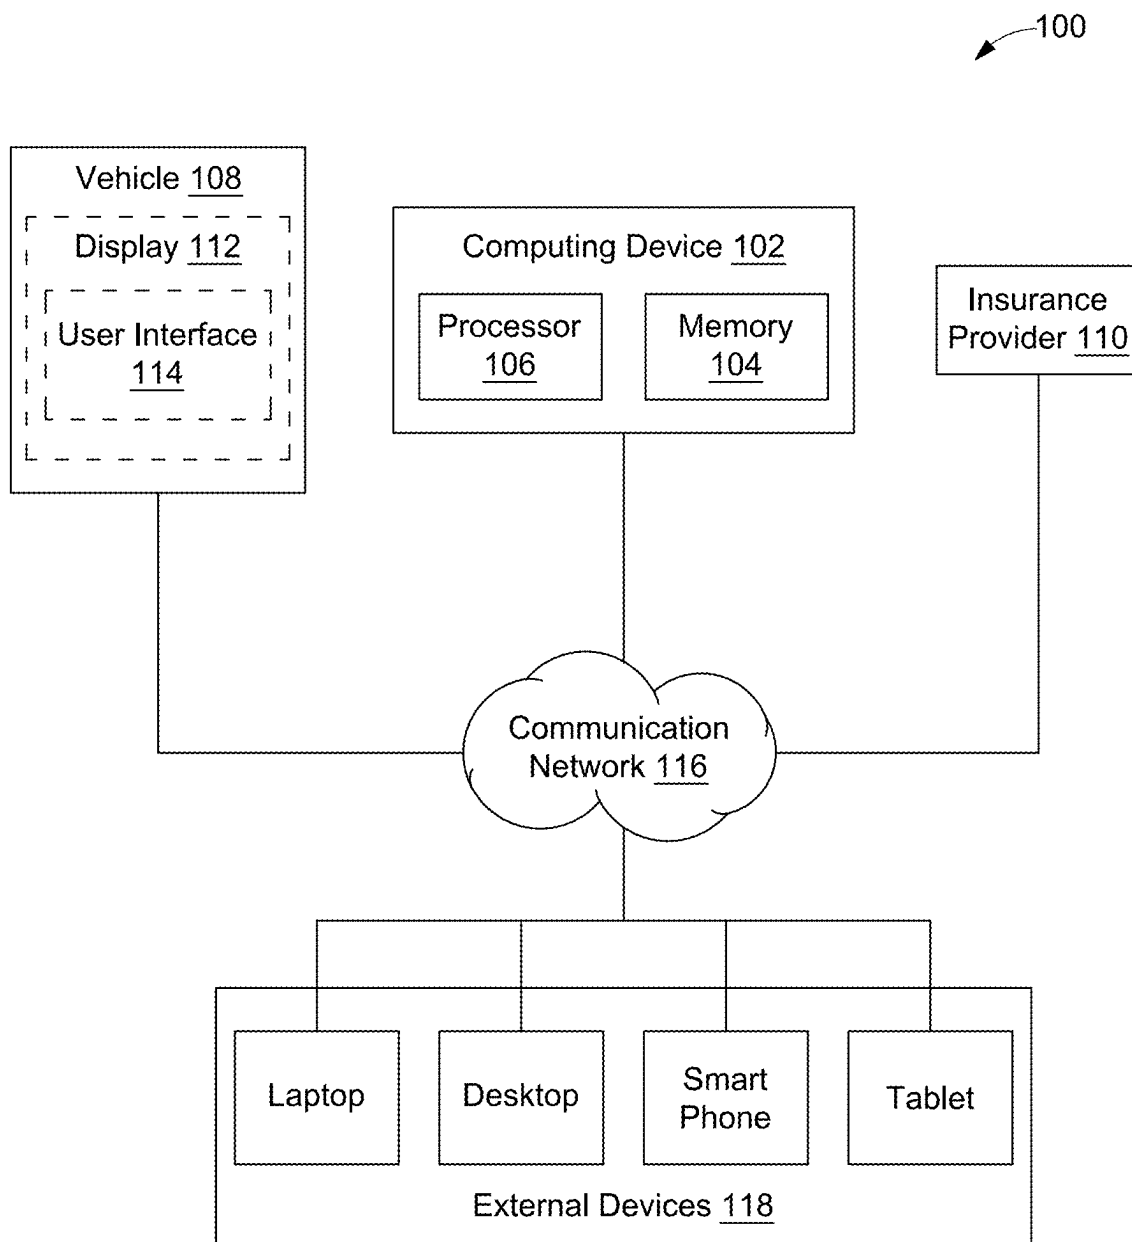 100
Vehicle 108
Display 112
User Interface
114
Computing Device 102
Processor
106
Memory
104
Insurance
Provider 110
Communication
Network 116
Laptop
Desktop
Smart
Phone
Tablet
External Devices 118